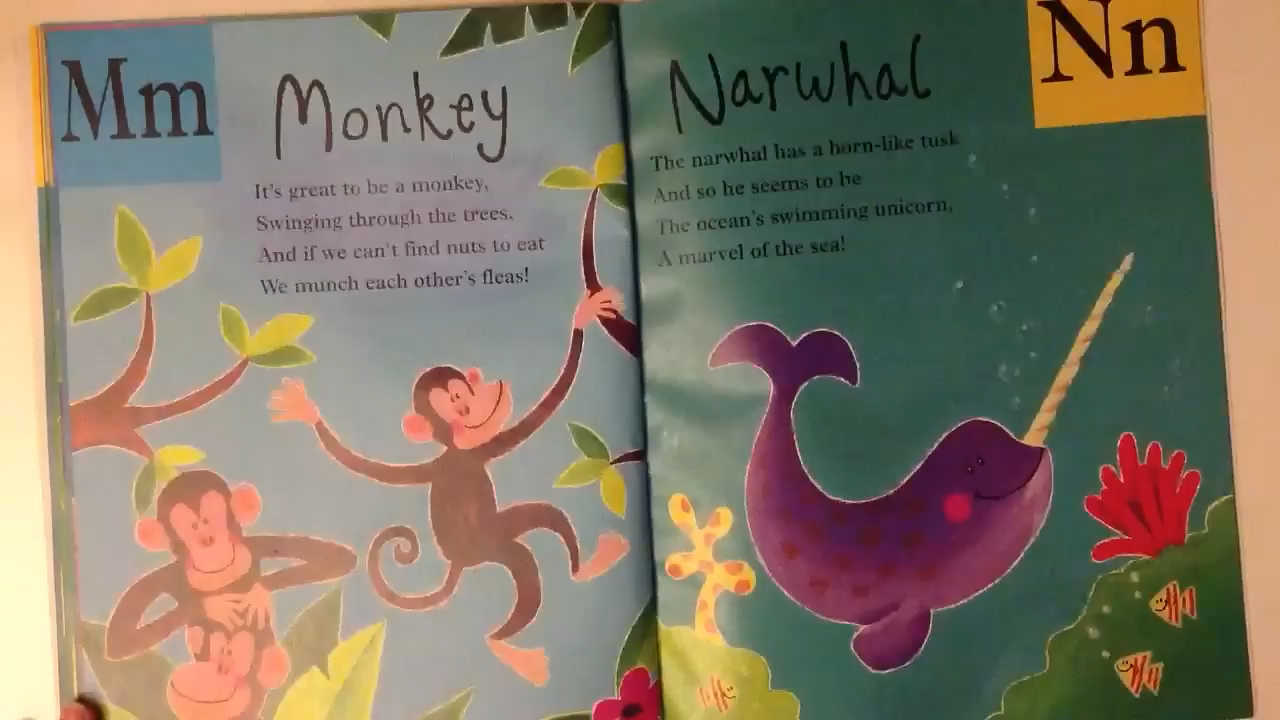 Mm
Monkey
It's great to be a monkey,
Swinging through the trees.
And if we can't find nuts to eat
We munch each other's fleas!
Nn
Narwhal
The narwhal has a horn-like tusk
And so he seems to be
The ocean's swimming unicorn,
A marvel of the sea!